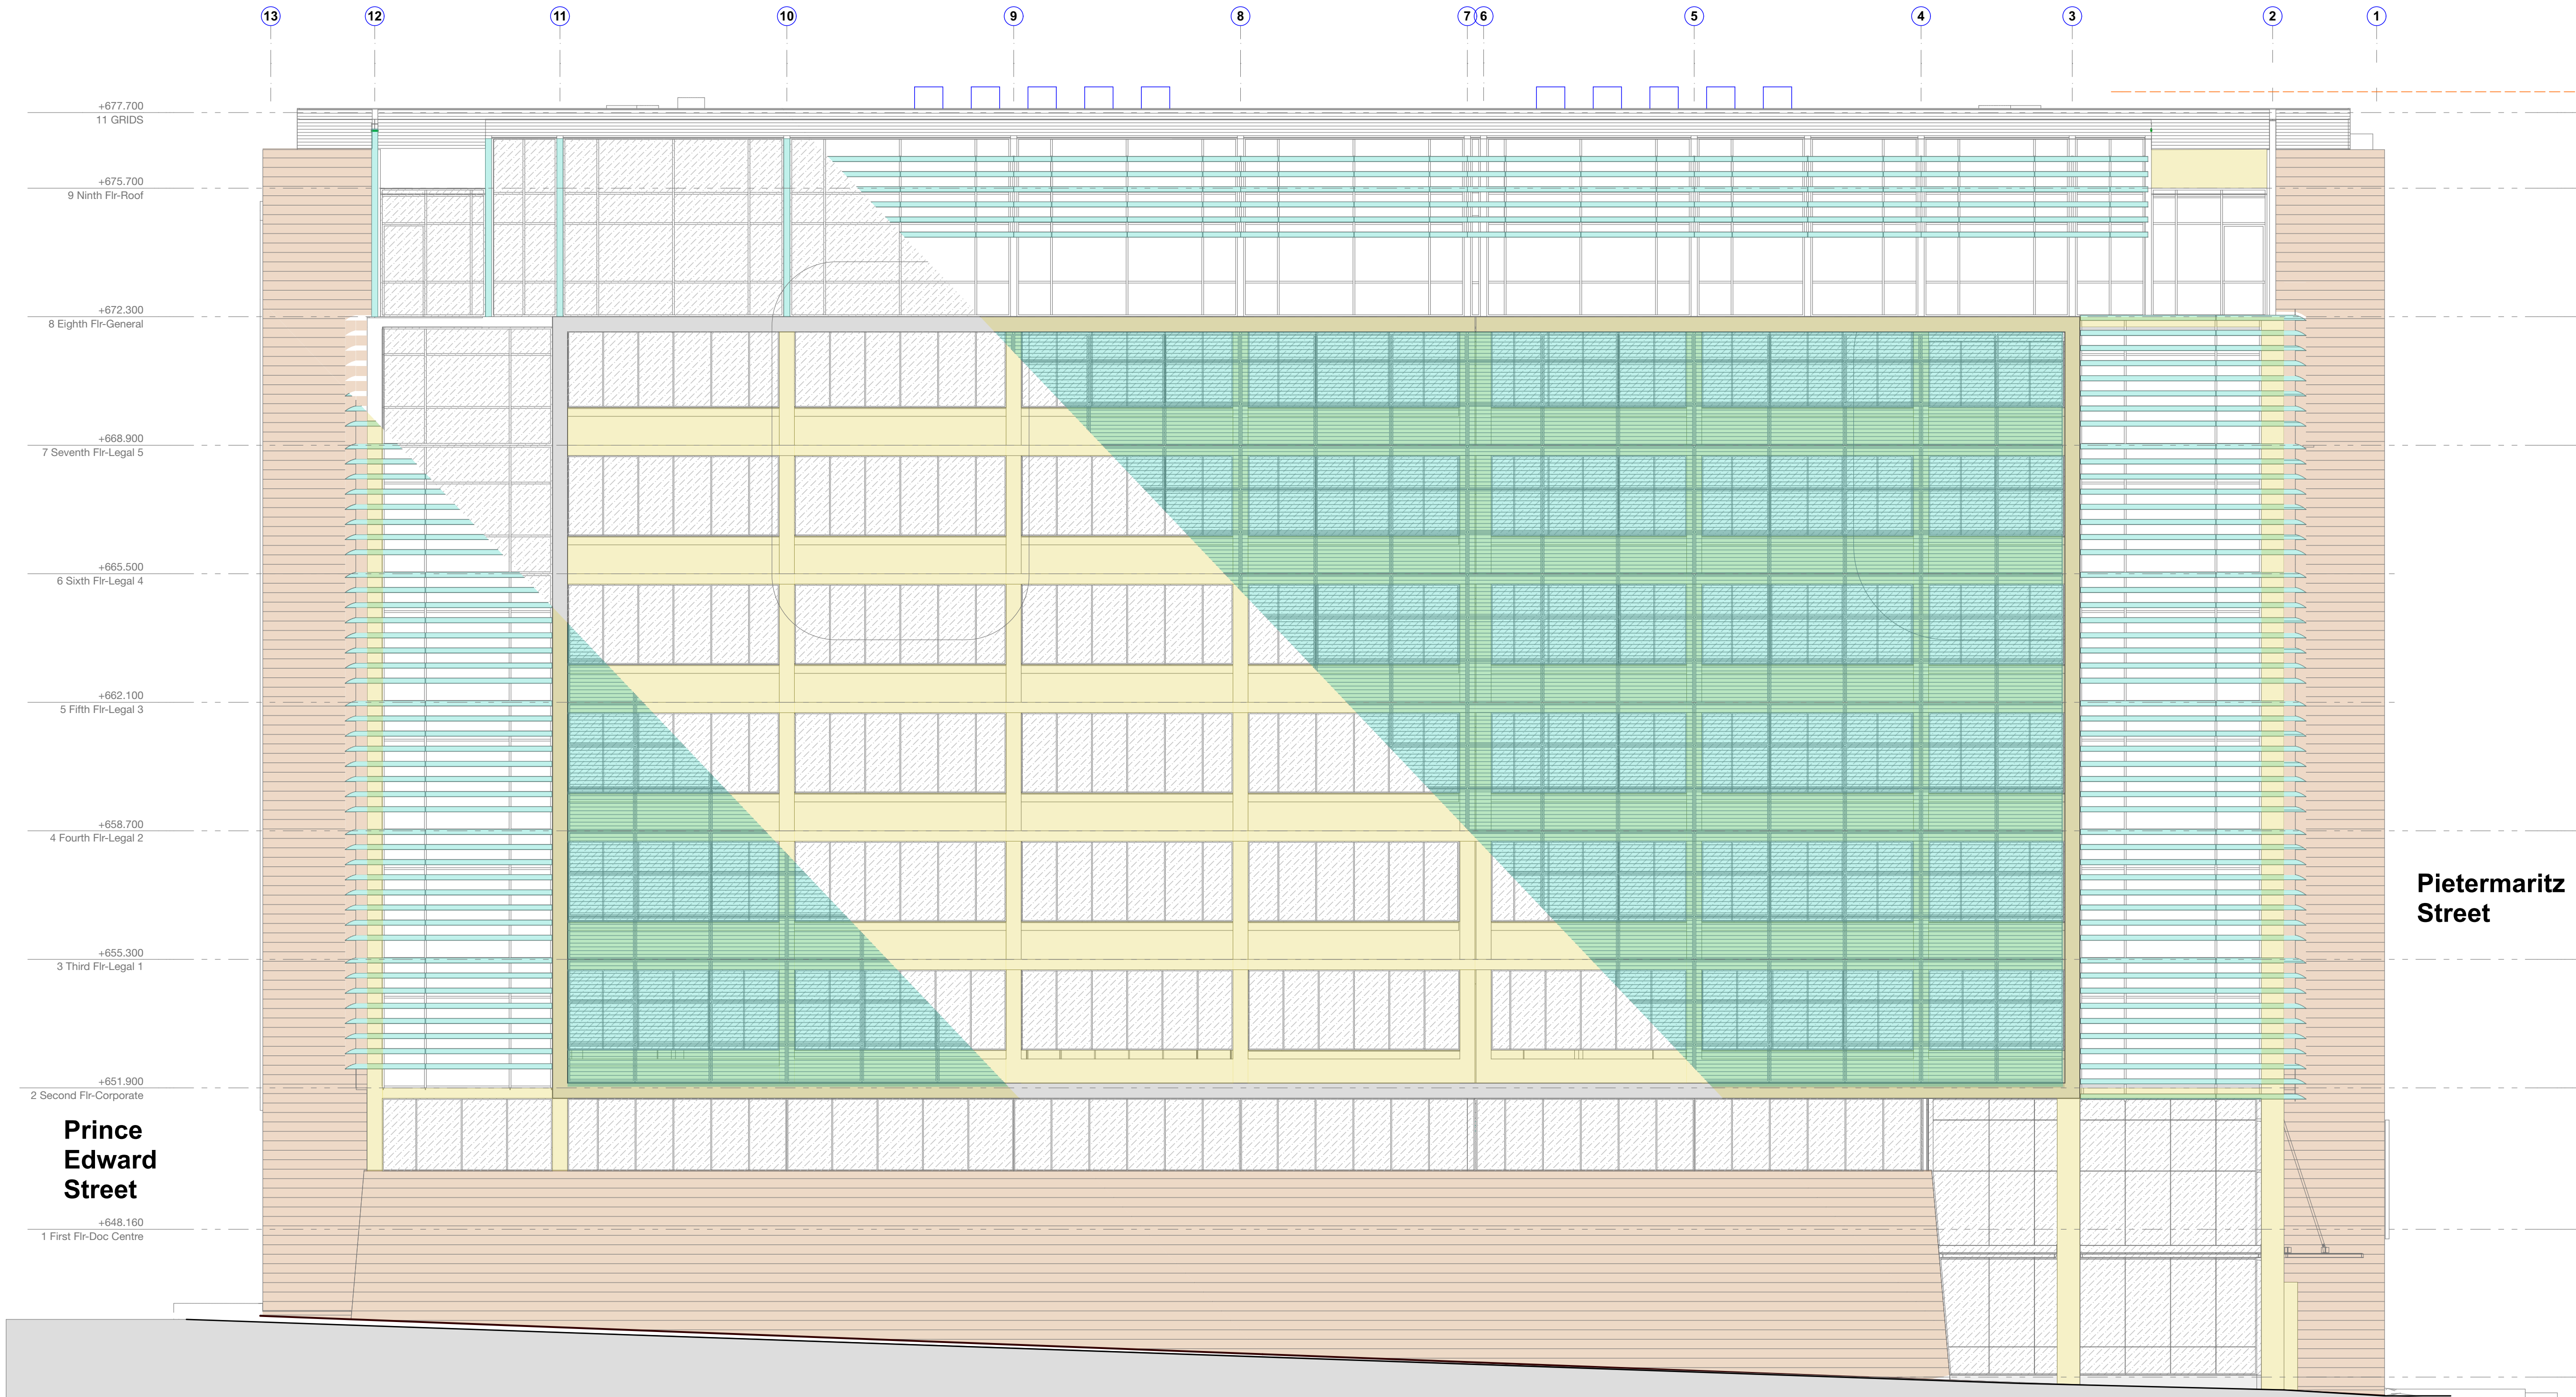 13 12 11 10 9 8 7 6 5 4 3 2 1
+677.700
11 GRIDS
+675.700
9 Ninth Flr-Roof
+672.300
8 Eighth Flr-General
+668.900
7 Seventh Flr-Legal 5
+665.500
6 Sixth Flr-Legal 4
+662.100
5 Fifth Flr-Legal 3
+658.700
4 Fourth Flr-Legal 2
Pietermaritz
Street
+655.300
3 Third Flr-Legal 1
+651.900
2 Second Flr-Corporate
Prince
Edward
Street
+648.160
1 First Flr-Doc Centre